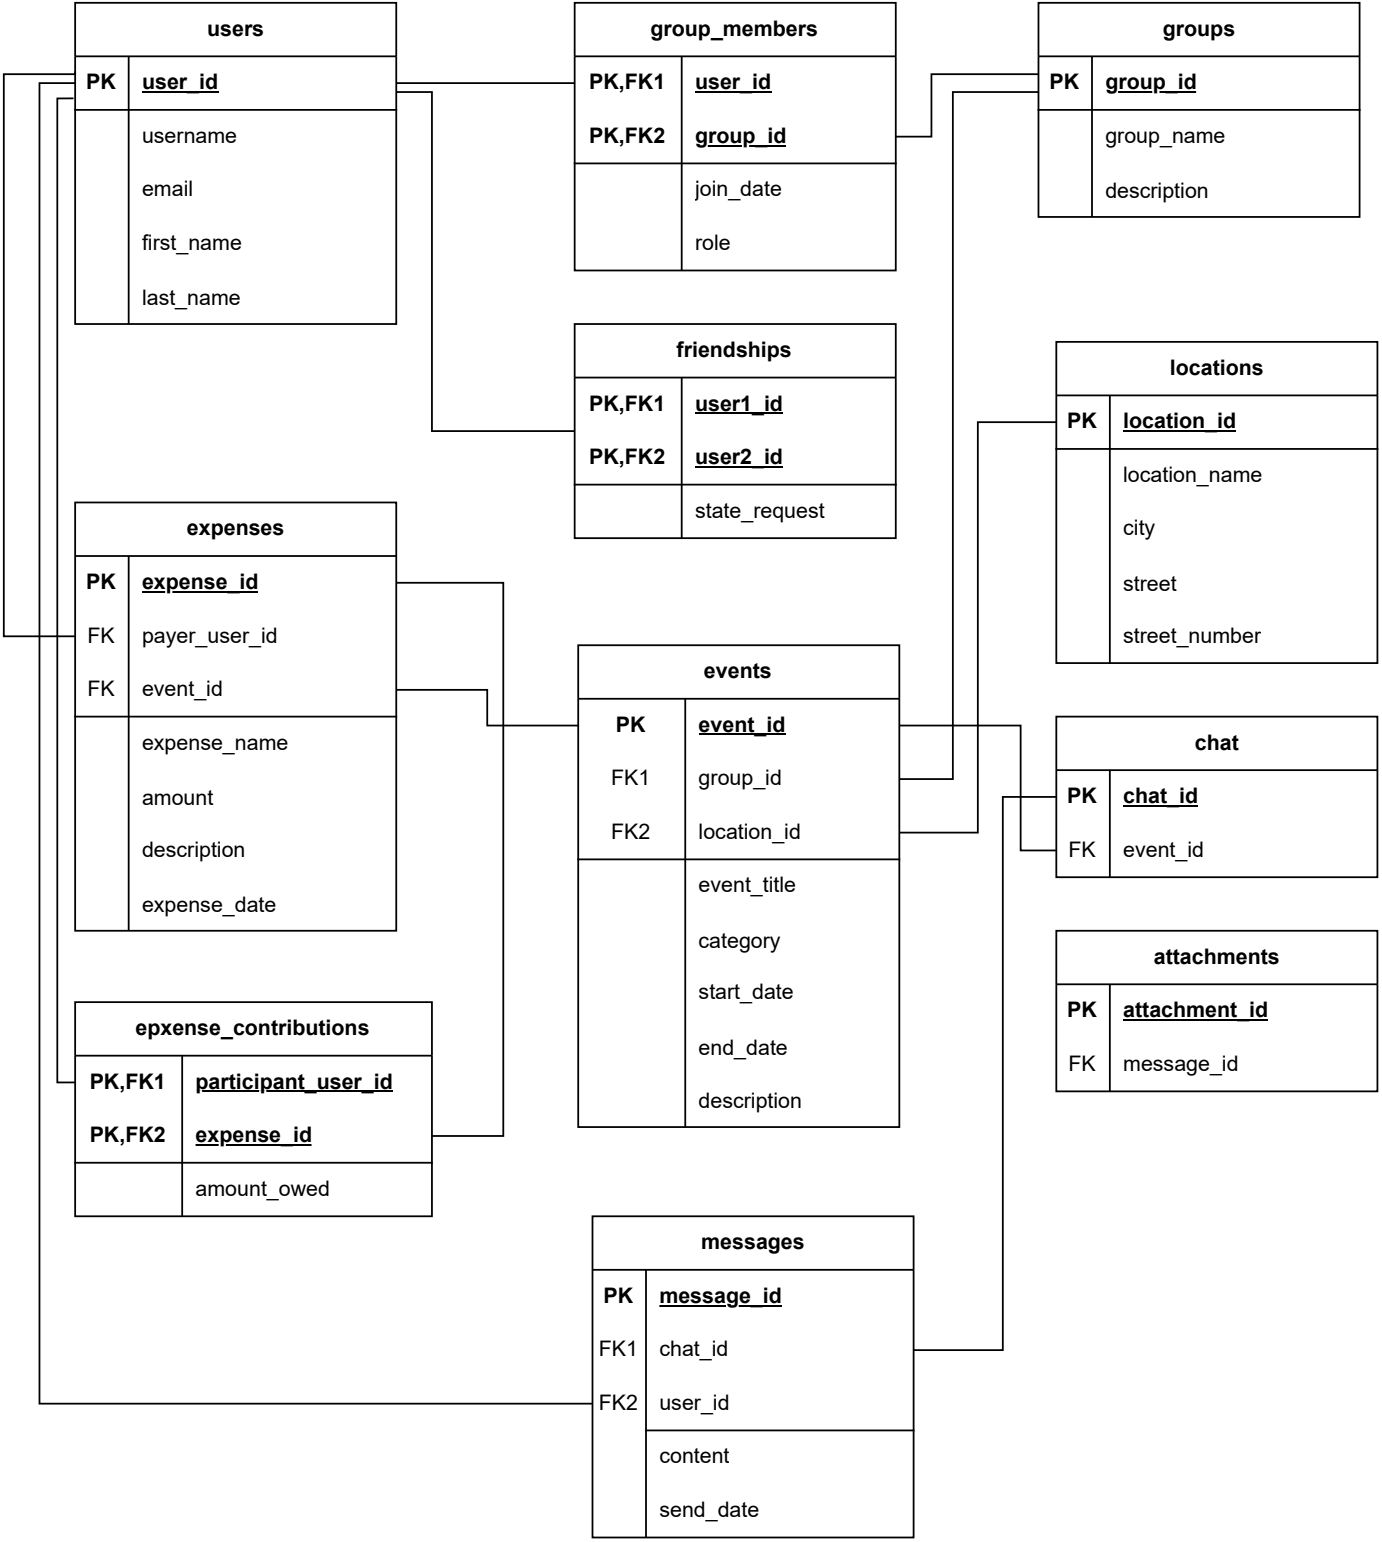 users
PK user_id
username
email
first_name
last_name
group_members
PK,FK1 user_id
PK,FK2 group_id
join_date
role
groups
PK group_id
group_name
description
friendships
PK,FK1 user1_id
PK,FK2 user2_id
state_request
locations
PK location_id
location_name
city
street
street_number
expenses
PK expense_id
FK payer_user_id
FK event_id
expense_name
amount
description
expense_date
events
PK event_id
FK1 group_id
FK2 location_id
event_title
category
start_date
end_date
description
chat
PK chat_id
FK event_id
attachments
PK attachment_id
FK message_id
epxense_contributions
PK,FK1 participant_user_id
PK,FK2 expense_id
amount_owed
messages
PK message_id
FK1 chat_id
FK2 user_id
content
send_date